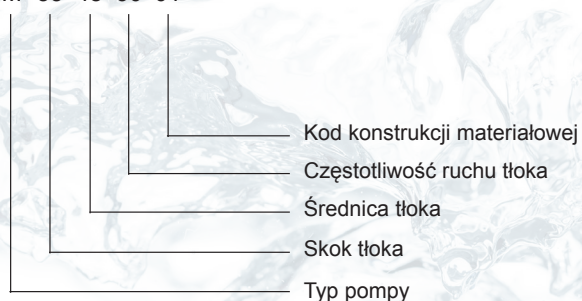 Kod konstrukcji materiałowej
Częstotliwość ruchu tłoka
Średnica tłoka
Skok tłoka
Typ pompy